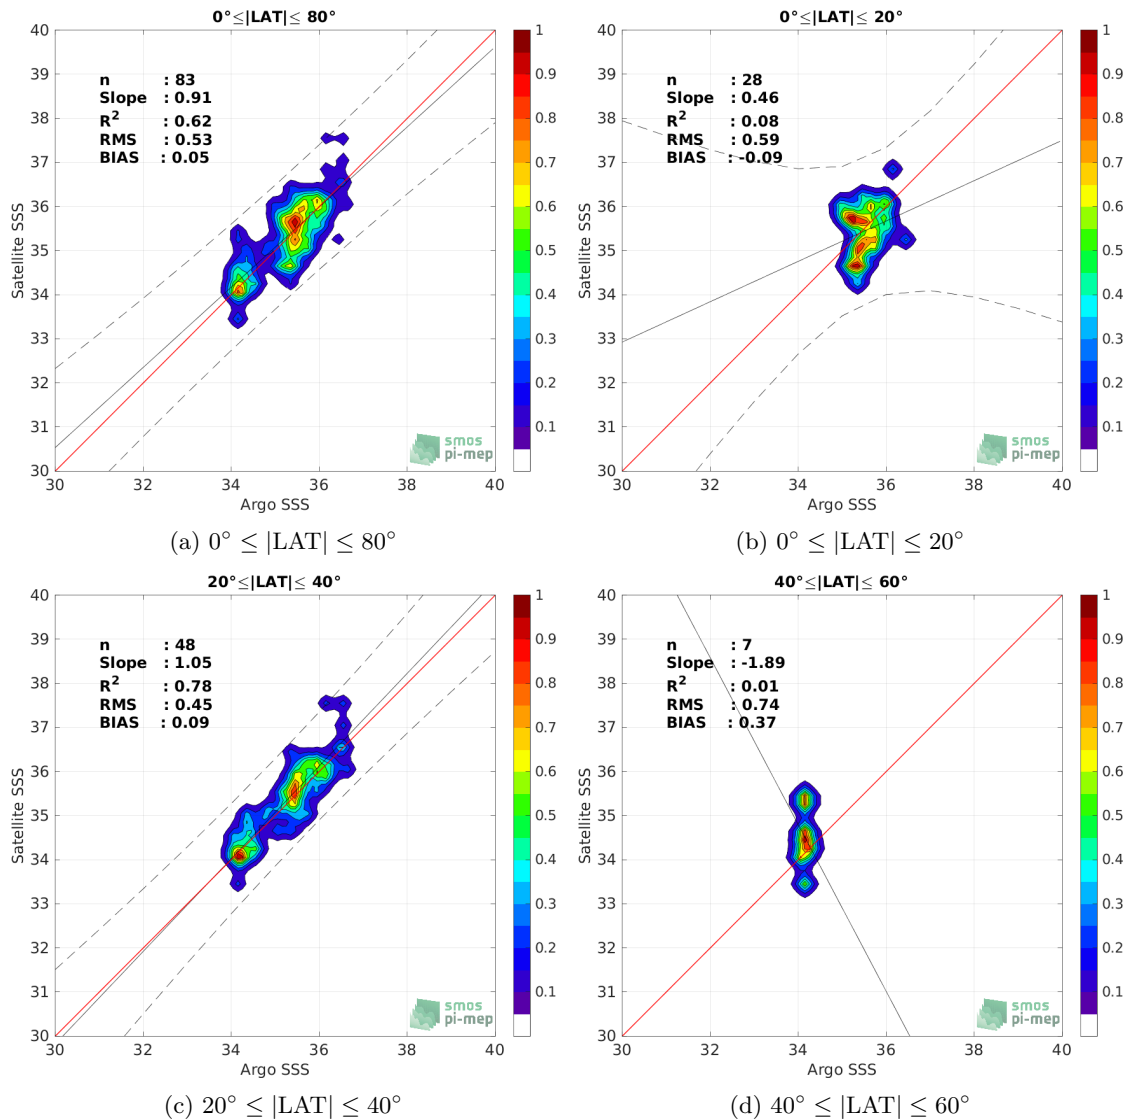 0°≤|LAT|≤ 80°
n : 83
Slope : 0.91
R² : 0.62
RMS : 0.53
BIAS : 0.05
Satellite SSS
40
39
38
37
36
35
34
33
32
31
30
30 32 34 36 38 40
Argo SSS
1
0.9
0.8
0.7
0.6
0.5
0.4
0.3
0.2
0.1
smos
pi-mep
(a) 0° ≤ |LAT| ≤ 80°
0°≤|LAT|≤ 20°
n : 28
Slope : 0.46
R² : 0.08
RMS : 0.59
BIAS : -0.09
Satellite SSS
40
39
38
37
36
35
34
33
32
31
30
30 32 34 36 38 40
Argo SSS
1
0.9
0.8
0.7
0.6
0.5
0.4
0.3
0.2
0.1
smos
pi-mep
(b) 0° ≤ |LAT| ≤ 20°
20°≤|LAT|≤ 40°
n : 48
Slope : 1.05
R² : 0.78
RMS : 0.45
BIAS : 0.09
Satellite SSS
40
39
38
37
36
35
34
33
32
31
30
30 32 34 36 38 40
Argo SSS
1
0.9
0.8
0.7
0.6
0.5
0.4
0.3
0.2
0.1
smos
pi-mep
(c) 20° ≤ |LAT| ≤ 40°
40°≤|LAT|≤ 60°
n : 7
Slope : -1.89
R² : 0.01
RMS : 0.74
BIAS : 0.37
Satellite SSS
40
39
38
37
36
35
34
33
32
31
30
30 32 34 36 38 40
Argo SSS
1
0.9
0.8
0.7
0.6
0.5
0.4
0.3
0.2
0.1
smos
pi-mep
(d) 40° ≤ |LAT| ≤ 60°